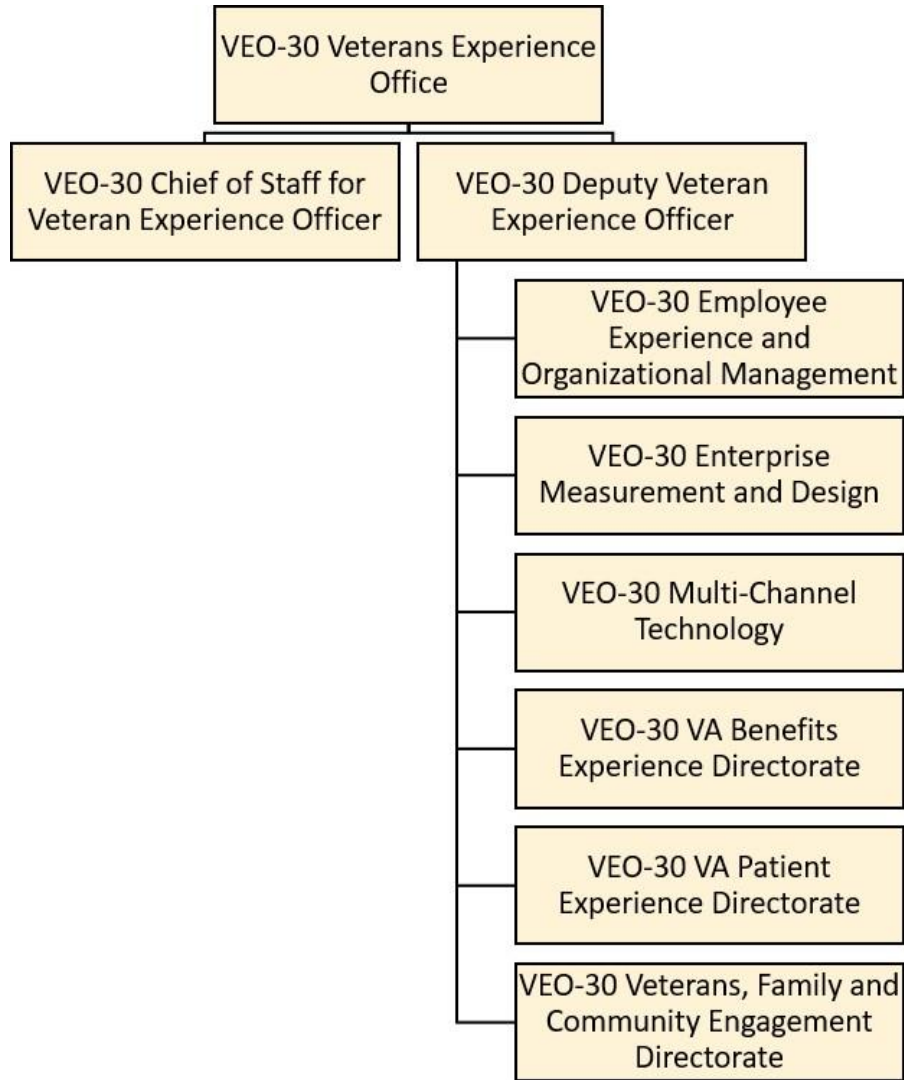 VEO-30 Veterans Experience
Office
VEO-30 Chief of Staff for
Veteran Experience Officer
VEO-30 Deputy Veteran
Experience Officer
VEO-30 Employee
Experience and
Organizational Management
VEO-30 Enterprise
Measurement and Design
VEO-30 Multi-Channel
Technology
VEO-30 VA Benefits
Experience Directorate
VEO-30 VA Patient
Experience Directorate
VEO-30 Veterans, Family and
Community Engagement
Directorate